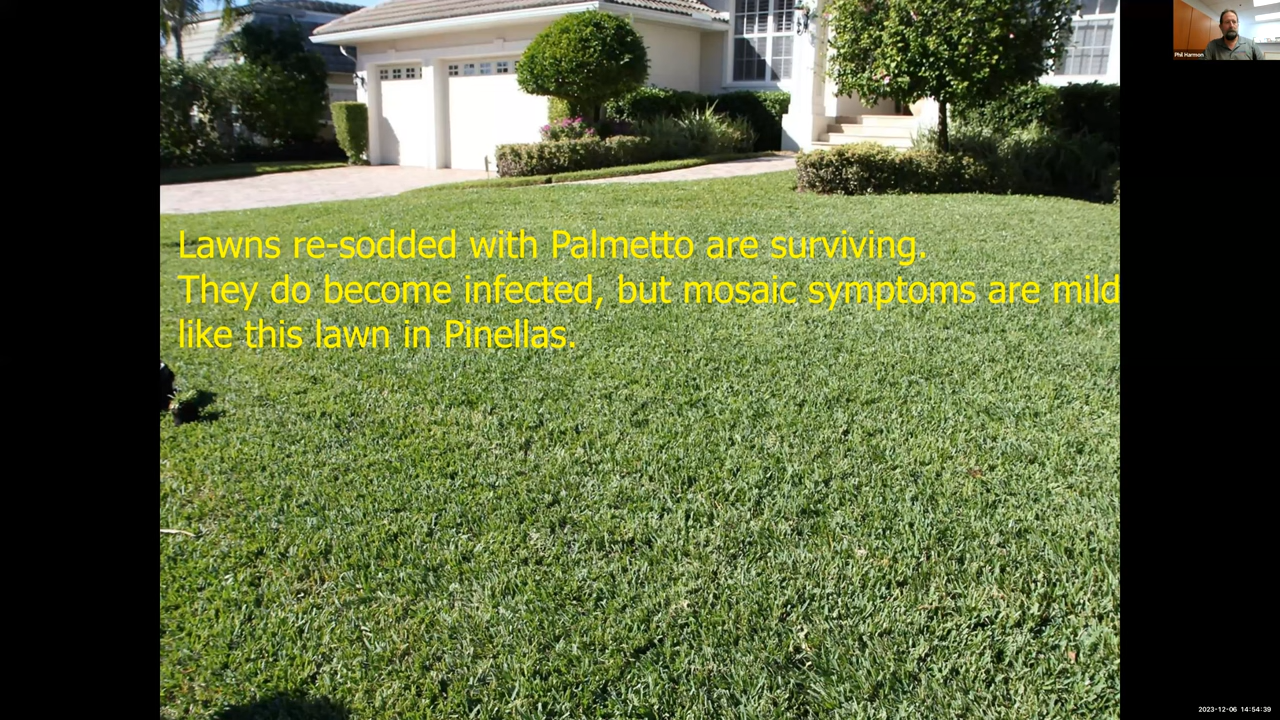 Phil Harmon
Lawns re-sodded with Palmetto are surviving.
They do become infected, but mosaic symptoms are mild
like this lawn in Pinellas.
2023-12-06 14:54:39